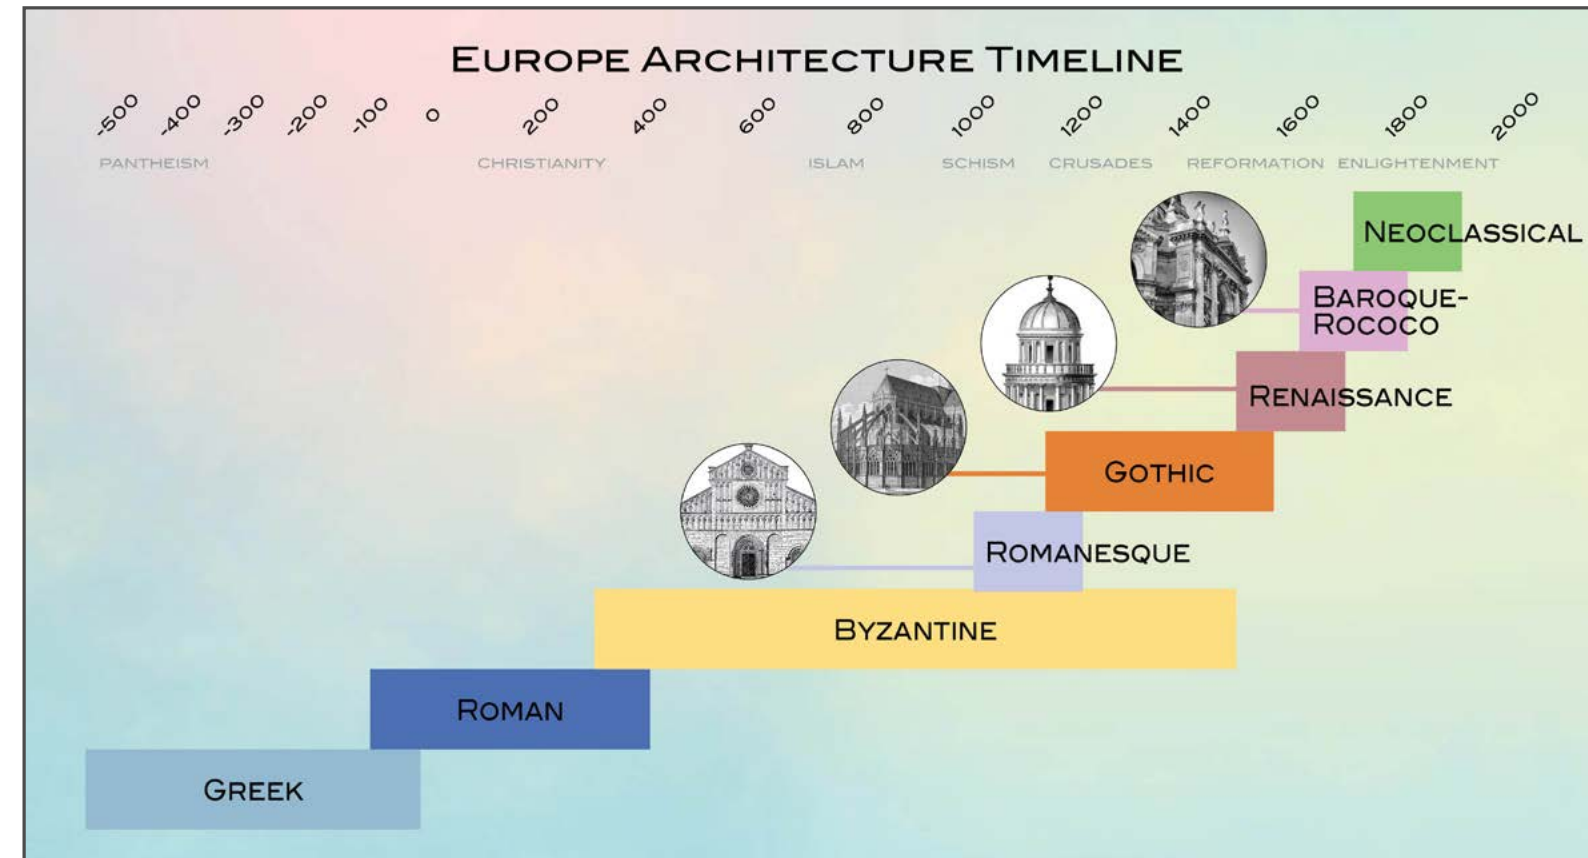 EUROPE ARCHITECTURE TIMELINE
-500 -400 -300 -200 -100 0 200 400 600 800 1000 1200 1400 1600 1800 2000
PANTHEISM CHRISTIANITY ISLAM SCHISM CRUSADES REFORMATION ENLIGHTENMENT
NEOCLASSICAL
BAROQUE-
ROCOCO
RENAISSANCE
GOTHIC
ROMANESQUE
BYZANTINE
ROMAN
GREEK